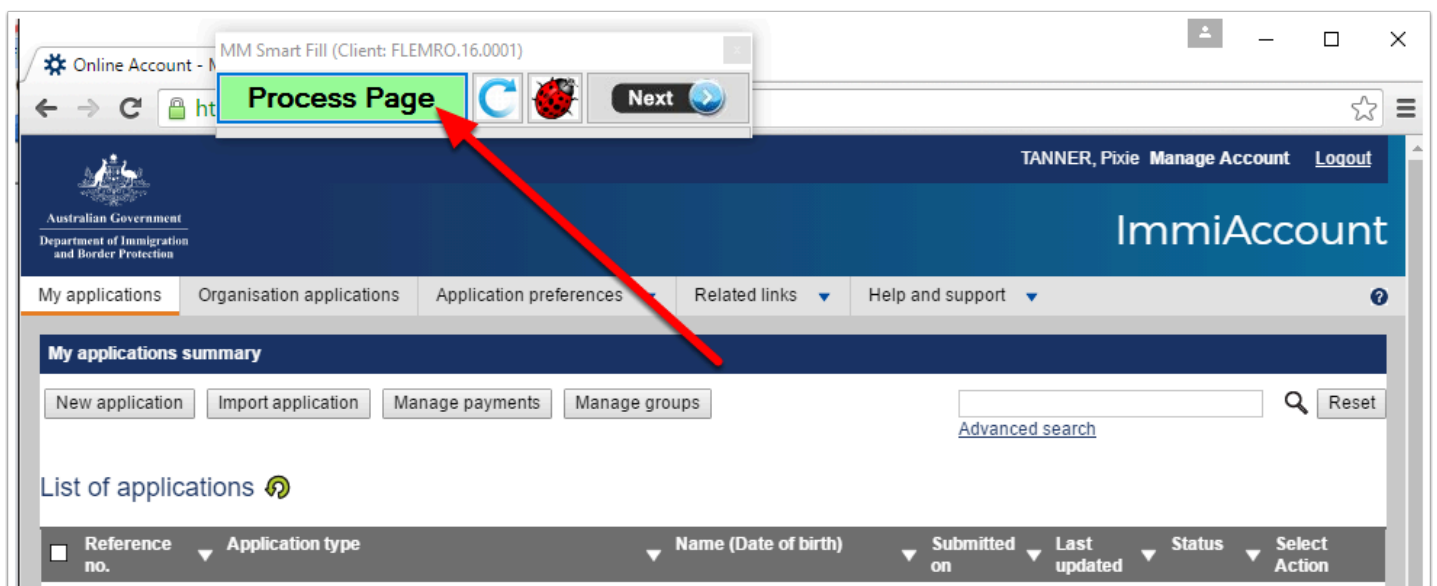 MM Smart Fill (Client: FLEMRO.16.0001)
x
Online Account - M
Process Page
Next
ht
TANNER, Pixie Manage Account Logout
Australian Government
Department of Immigration
and Border Protection
ImmiAccount
My applications Organisation applications Application preferences Related links Help and support ?
My applications summary
New application Import application Manage payments Manage groups Reset
Advanced search
List of applications
Reference no. Application type Name (Date of birth) Submitted on Last updated Status Select Action